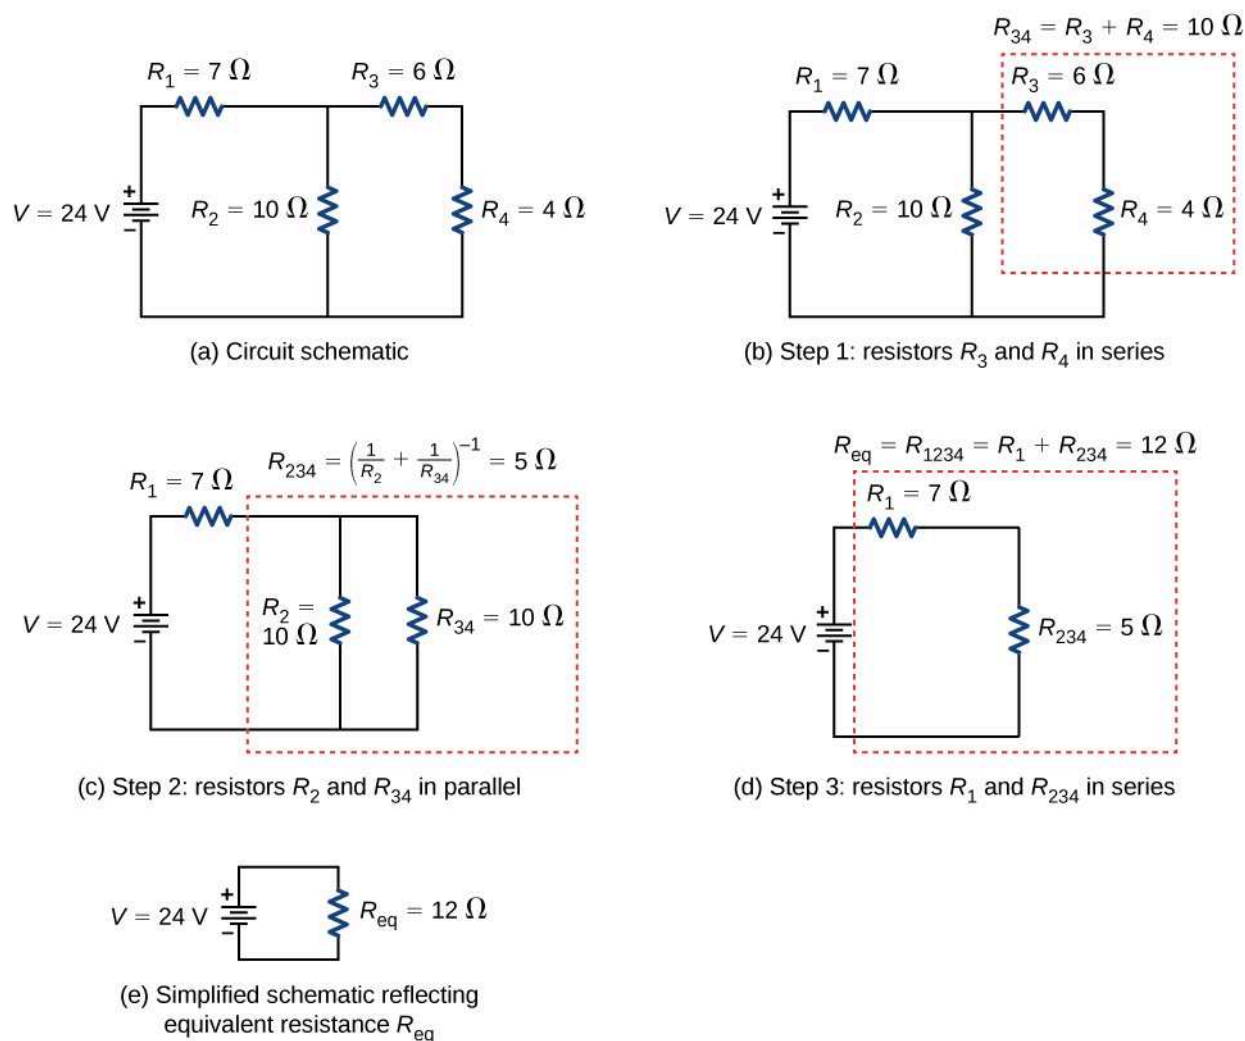 R₁ = 7 Ω
R₃ = 6 Ω
V = 24 V
+
−
R₂ = 10 Ω
R₄ = 4 Ω
(a) Circuit schematic
R₃₄ = R₃ + R₄ = 10 Ω
R₁ = 7 Ω
R₃ = 6 Ω
V = 24 V
+
−
R₂ = 10 Ω
R₄ = 4 Ω
(b) Step 1: resistors R₃ and R₄ in series
R₂₃₄ = (1/R₂ + 1/R₃₄)⁻¹ = 5 Ω
R₁ = 7 Ω
V = 24 V
+
−
R₂ =
10 Ω
R₃₄ = 10 Ω
(c) Step 2: resistors R₂ and R₃₄ in parallel
R_eq = R₁₂₃₄ = R₁ + R₂₃₄ = 12 Ω
R₁ = 7 Ω
V = 24 V
+
−
R₂₃₄ = 5 Ω
(d) Step 3: resistors R₁ and R₂₃₄ in series
V = 24 V
+
−
R_eq = 12 Ω
(e) Simplified schematic reflecting
equivalent resistance R_eq